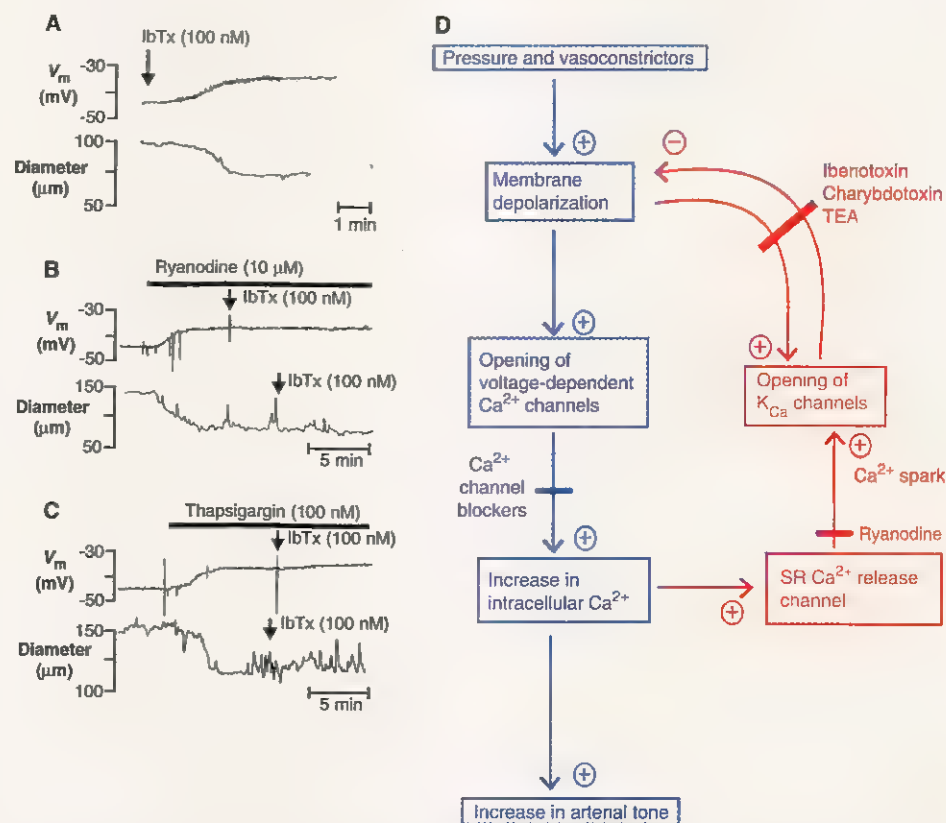 A
IbTx (100 nM)
-30
Vm
(mV)
-50
100
Diameter
(μm)
50
1 min
B
Ryanodine (10 μM)
IbTx (100 nM)
-30
Vm
(mV)
-50
IbTx (100 nM)
150
Diameter
(μm)
50
5 min
C
Thapsigargin (100 nM)
IbTx (100 nM)
-30
Vm
(mV)
-50
IbTx (100 nM)
150
Diameter
(μm)
100
5 min
D
Pressure and vasoconstrictors
+
−
Membrane
depolarization
Ibenotoxin
Charybdotoxin
TEA
+
+
Opening of
voltage-dependent
Ca2+ channels
Opening of
KCa channels
+
Ca2+
channel
blockers
Ca2+ spark
Ryanodine
+
Increase in
intracellular Ca2+
+
SR Ca2+ release
channel
+
Increase in arterial tone